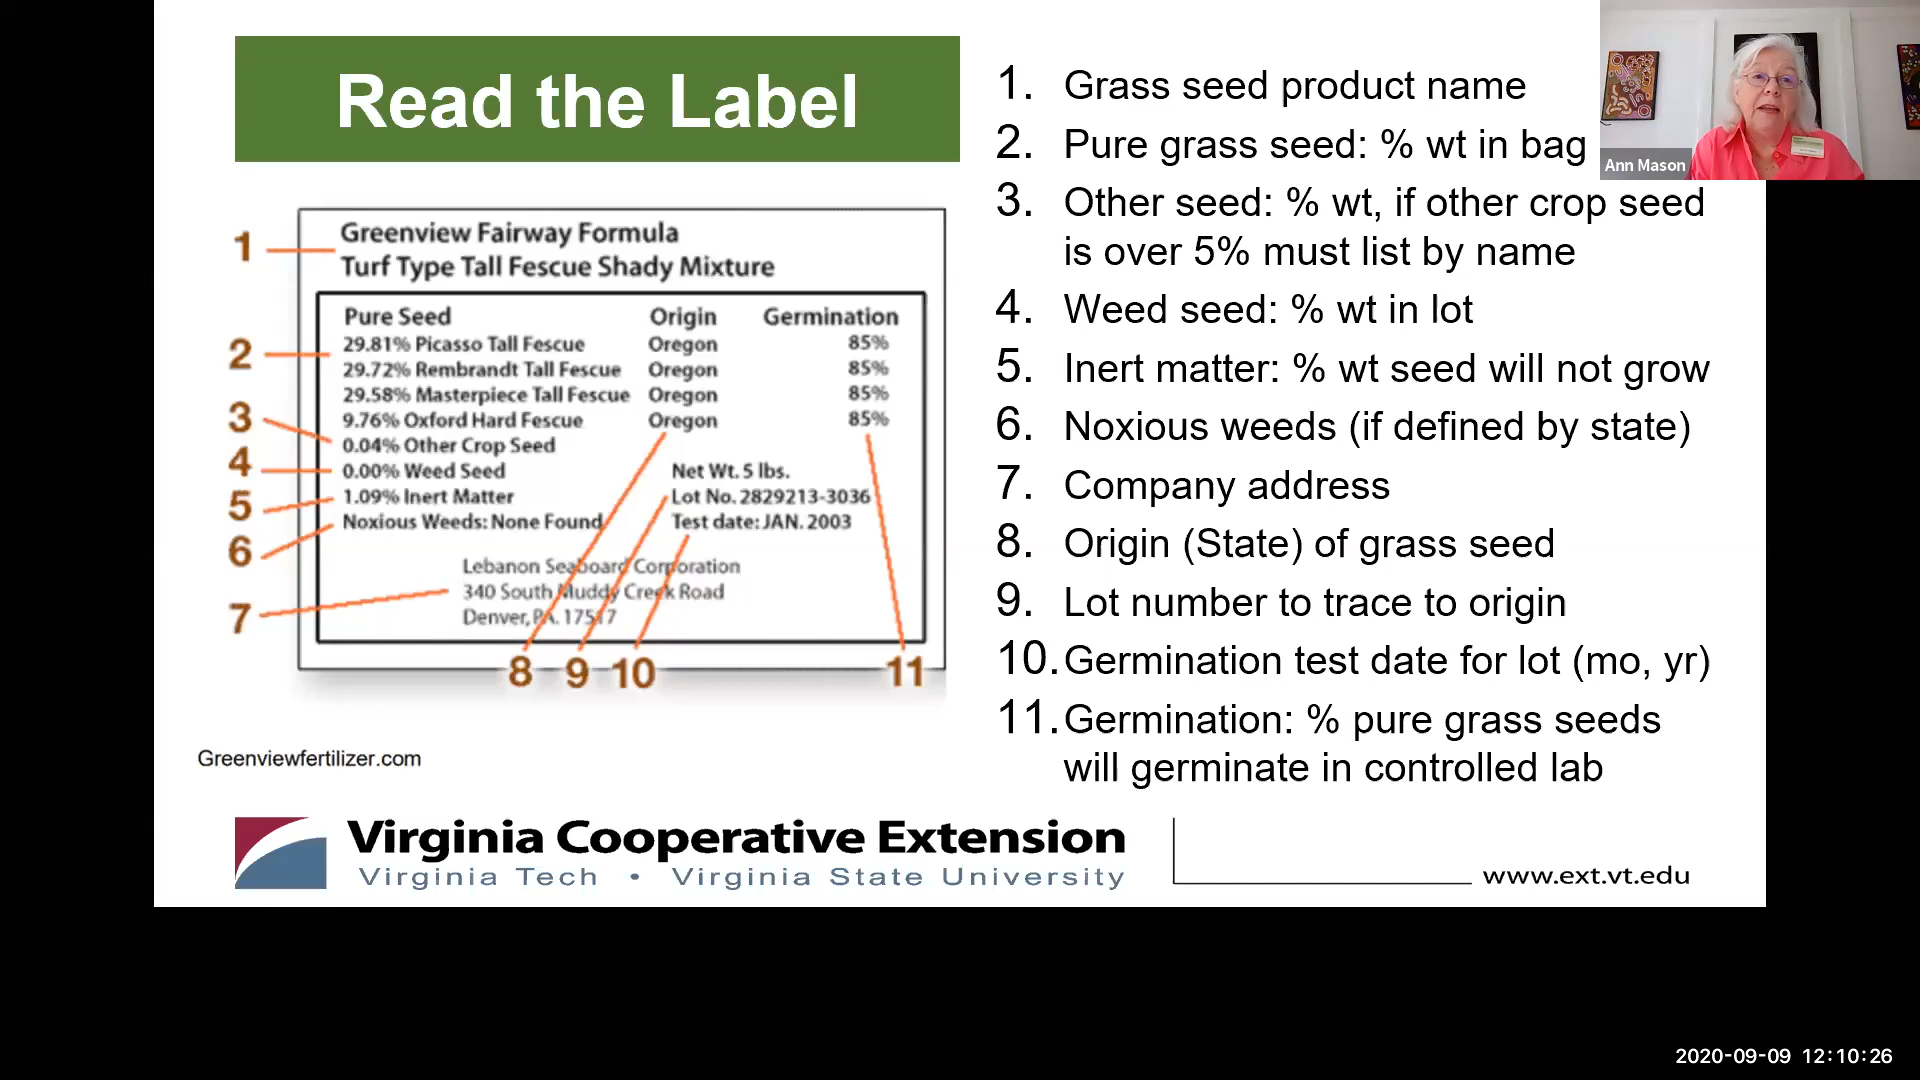 Read the Label
Greenview Fairway Formula
Turf Type Tall Fescue Shady Mixture
Pure Seed Origin Germination
29.81% Picasso Tall Fescue Oregon 85%
29.72% Rembrandt Tall Fescue Oregon 85%
29.58% Masterpiece Tall Fescue Oregon 85%
9.76% Oxford Hard Fescue Oregon 85%
0.04% Other Crop Seed
0.00% Weed Seed Net Wt. 5 lbs.
1.09% Inert Matter Lot No. 2829213-3036
Noxious Weeds: None Found Test date: JAN. 2003
Lebanon Seaboard Corporation
340 South Muddy Creek Road
Denver, PA. 17517
1
2
3
4
5
6
7
8 9 10 11
Greenviewfertilizer.com
1. Grass seed product name
2. Pure grass seed: % wt in bag
3. Other seed: % wt, if other crop seed
is over 5% must list by name
4. Weed seed: % wt in lot
5. Inert matter: % wt seed will not grow
6. Noxious weeds (if defined by state)
7. Company address
8. Origin (State) of grass seed
9. Lot number to trace to origin
10. Germination test date for lot (mo, yr)
11. Germination: % pure grass seeds
will germinate in controlled lab
Ann Mason
Virginia Cooperative Extension
Virginia Tech • Virginia State University
www.ext.vt.edu
2020-09-09 12:10:26